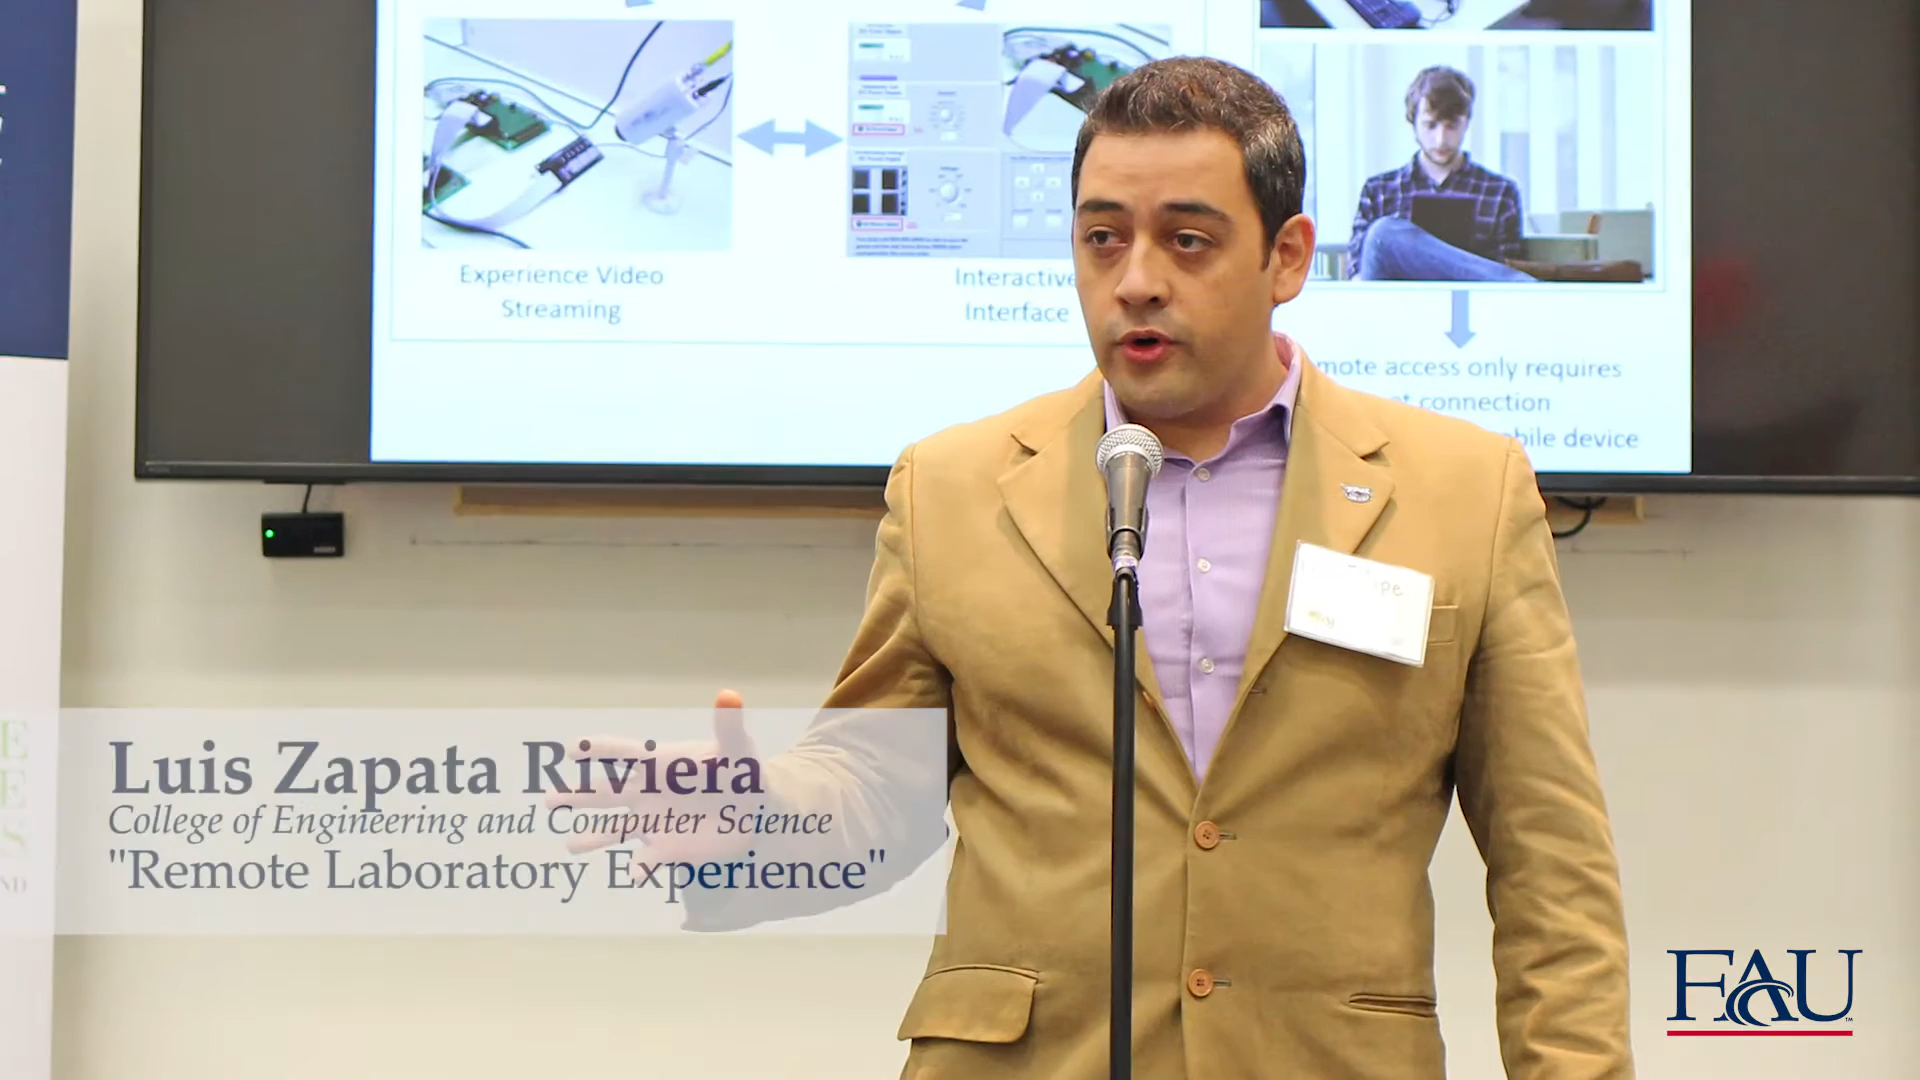 Experience Video
Streaming
Interactive
Interface
mote access only requires
connection
mobile device
Luis Zapata Riviera
College of Engineering and Computer Science
"Remote Laboratory Experience"
FAU